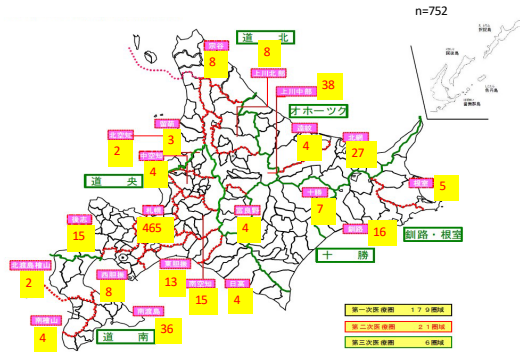 n=752
道　北
宗谷
8
8
上川北部
上川中部
38
オホーツク
留萌
3
北空知
2
中空知
4
遠紋
4
北網
27
道　央
後志
15
札幌
465
富良野
4
十勝
7
根室
5
釧路
16
釧路・根室
十　勝
北渡島檜山
2
西胆振
8
東胆振
13
南空知
15
日高
4
南渡島
36
南檜山
4
道　南
第一次医療圏　１７９圏域
第二次医療圏　２１圏域
第三次医療圏　６圏域